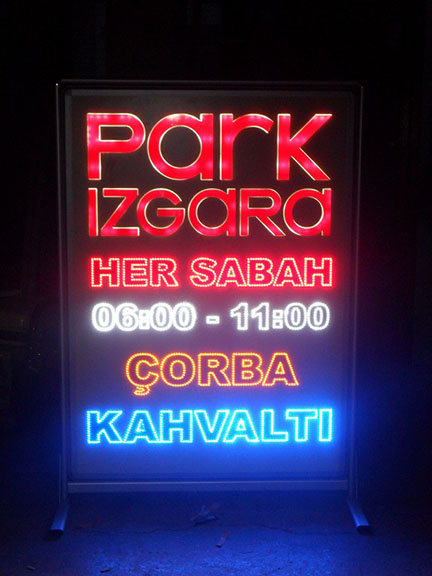 PARK
IZGARA
HER SABAH
06:00 - 11:00
ÇORBA
KAHVALTI